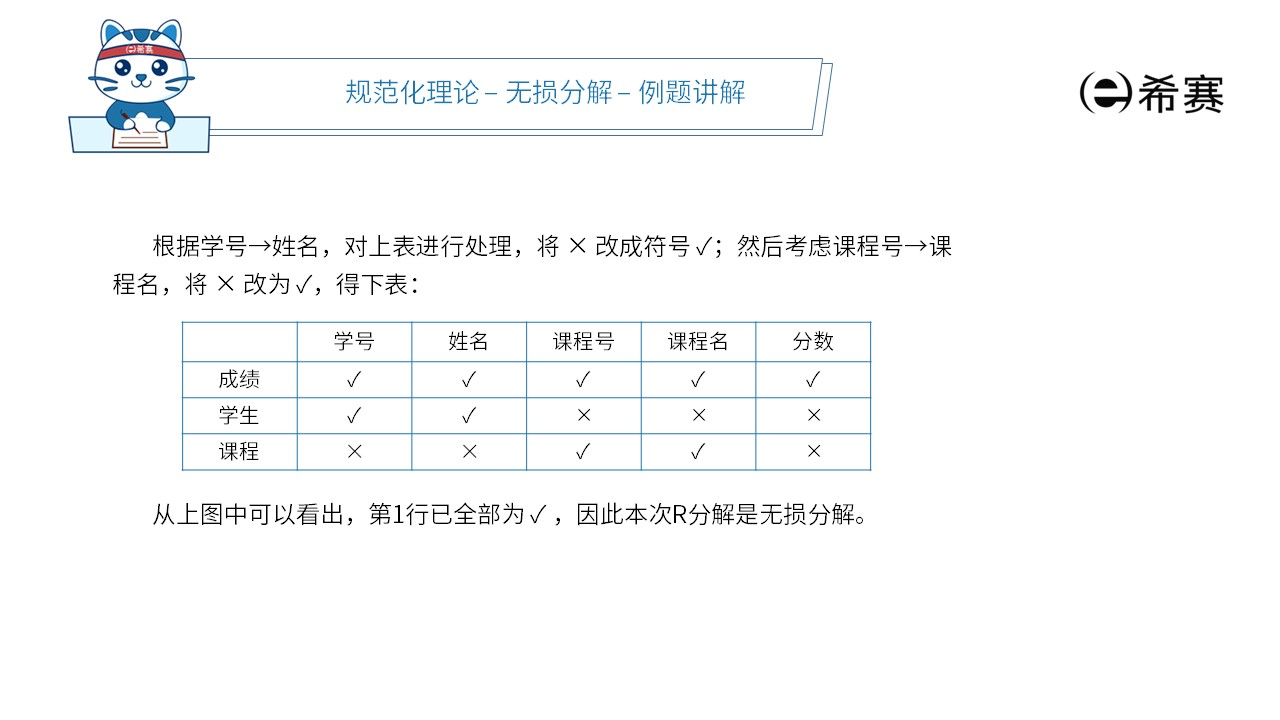 希赛
规范化理论 – 无损分解 – 例题讲解
希赛
根据学号→姓名，对上表进行处理，将 × 改成符号 ✓；然后考虑课程号→课
程名，将 × 改为 ✓，得下表：
学号 姓名 课程号 课程名 分数
成绩 ✓ ✓ ✓ ✓ ✓
学生 ✓ ✓ × × ×
课程 × × ✓ ✓ ×
从上图中可以看出，第1行已全部为 ✓ ，因此本次R分解是无损分解。